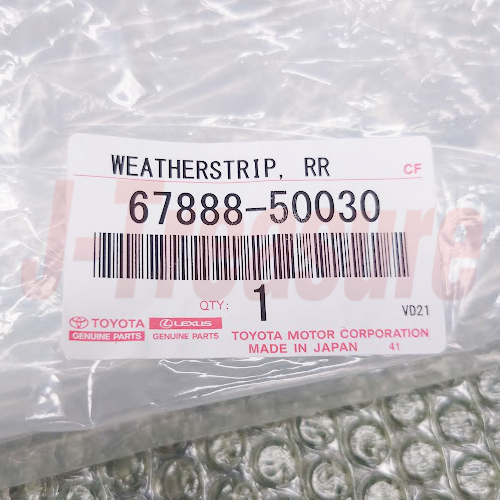 WEATHERSTRIP, RR CF
67888-50030
J-Treasure
QTY: 1 VD21
TOYOTA LEXUS TOYOTA MOTOR CORPORATION
GENUINE PARTS GENUINE PARTS MADE IN JAPAN 41